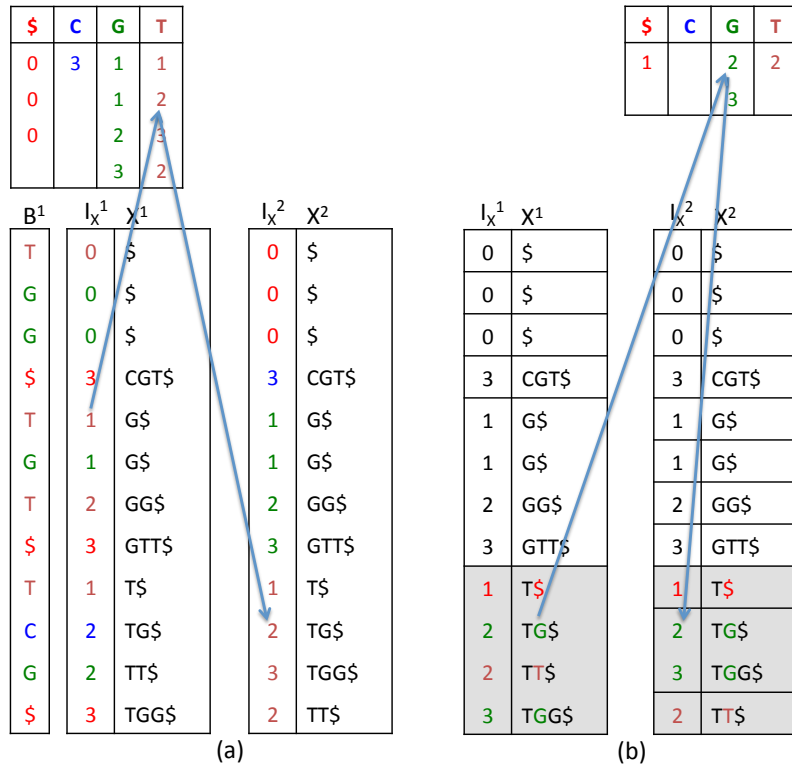 $ C G T
0 3 1 1
0 1 2
0 2 3
3 2
B¹ I_X¹ X¹ I_X² X²
T 0 $ 0 $
G 0 $ 0 $
G 0 $ 0 $
$ 3 CGT$ 3 CGT$
T 1 G$ 1 G$
G 1 G$ 1 G$
T 2 GG$ 2 GG$
$ 3 GTT$ 3 GTT$
T 1 T$ 1 T$
C 2 TG$ 2 TG$
G 2 TT$ 3 TGG$
$ 3 TGG$ 2 TT$
(a)
$ C G T
1 2 2
3
I_X¹ X¹ I_X² X²
0 $ 0 $
0 $ 0 $
0 $ 0 $
3 CGT$ 3 CGT$
1 G$ 1 G$
1 G$ 1 G$
2 GG$ 2 GG$
3 GTT$ 3 GTT$
1 T$ 1 T$
2 TG$ 2 TG$
2 TT$ 3 TGG$
3 TGG$ 2 TT$
(b)